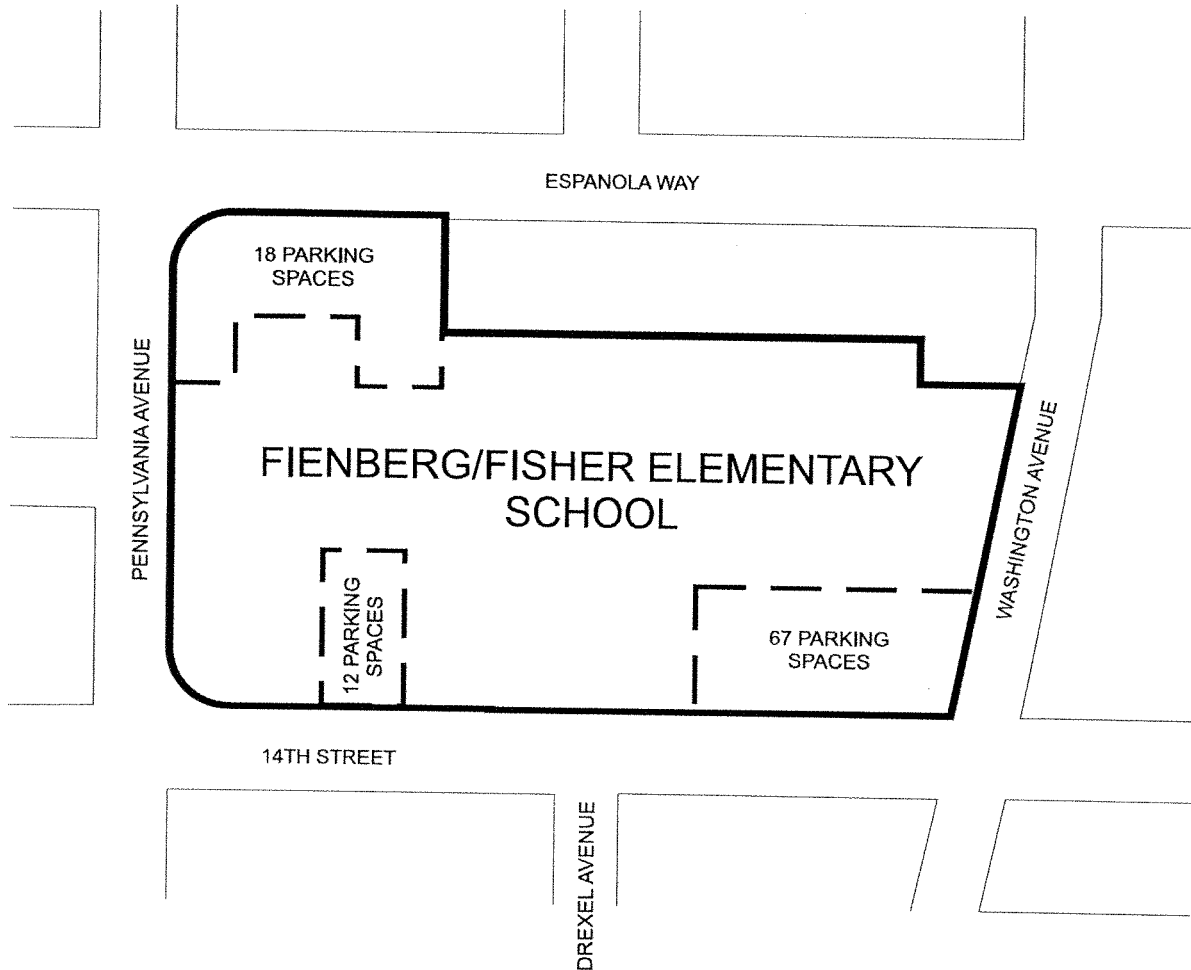 ESPANOLA WAY
18 PARKING
SPACES
PENNSYLVANIA AVENUE
FIENBERG/FISHER ELEMENTARY
SCHOOL
WASHINGTON AVENUE
12 PARKING
SPACES
67 PARKING
SPACES
14TH STREET
DREXEL AVENUE